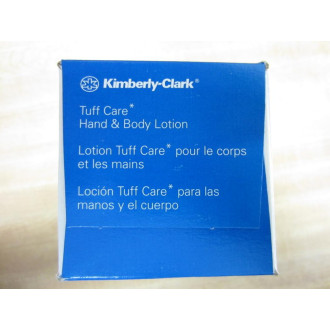 Kimberly-Clark®
Tuff Care*
Hand & Body Lotion
Lotion Tuff Care* pour le corps
et les mains
Loción Tuff Care* para las
manos y el cuerpo